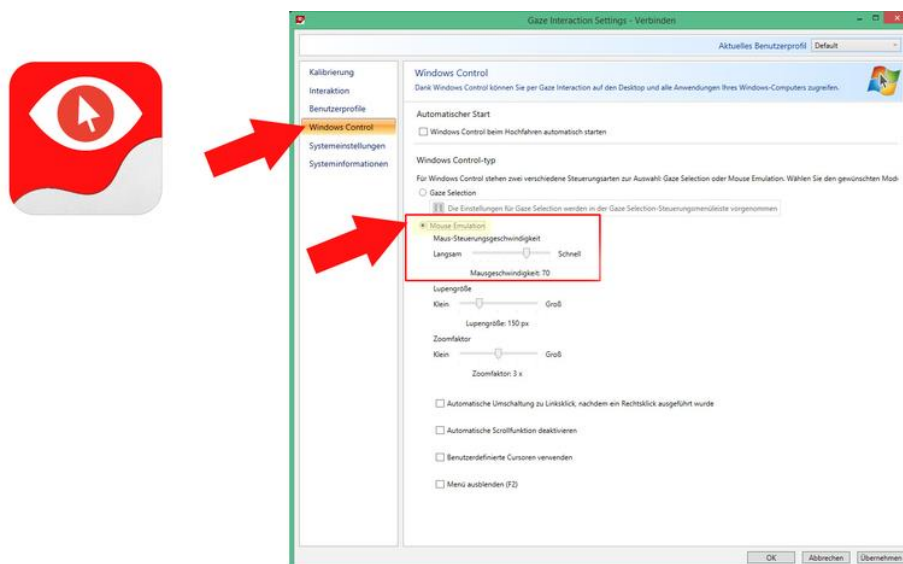 Gaze Interaction Settings - Verbinden
Aktuelles Benutzerprofil Default
Kalibrierung
Interaktion
Benutzerprofile
Windows Control
Systemeinstellungen
Systeminformationen
Windows Control
Dank Windows Control können Sie per Gaze Interaction auf den Desktop und alle Anwendungen Ihres Windows-Computers zugreifen.
Automatischer Start
Windows Control beim Hochfahren automatisch starten
Windows Control-typ
Für Windows Control stehen zwei verschiedene Steuerungsarten zur Auswahl: Gaze Selection oder Mouse Emulation. Wählen Sie den gewünschten Modi
Gaze Selection
Die Einstellungen für Gaze Selection werden in der Gaze Selection-Steuerungsmenüleiste vorgenommen
Mouse Emulation
Maus-Steuerungsgeschwindigkeit
Langsam Schnell
Mausgeschwindigkeit: 70
Lupengröße
Klein Groß
Lupengröße: 150 px
Zoomfaktor
Klein Groß
Zoomfaktor: 3 x
Automatische Umschaltung zu Linksklick, nachdem ein Rechtsklick ausgeführt wurde
Automatische Scrollfunktion deaktivieren
Benutzerdefinierte Cursoren verwenden
Menü ausblenden (F2)
OK Abbrechen Übernehmen